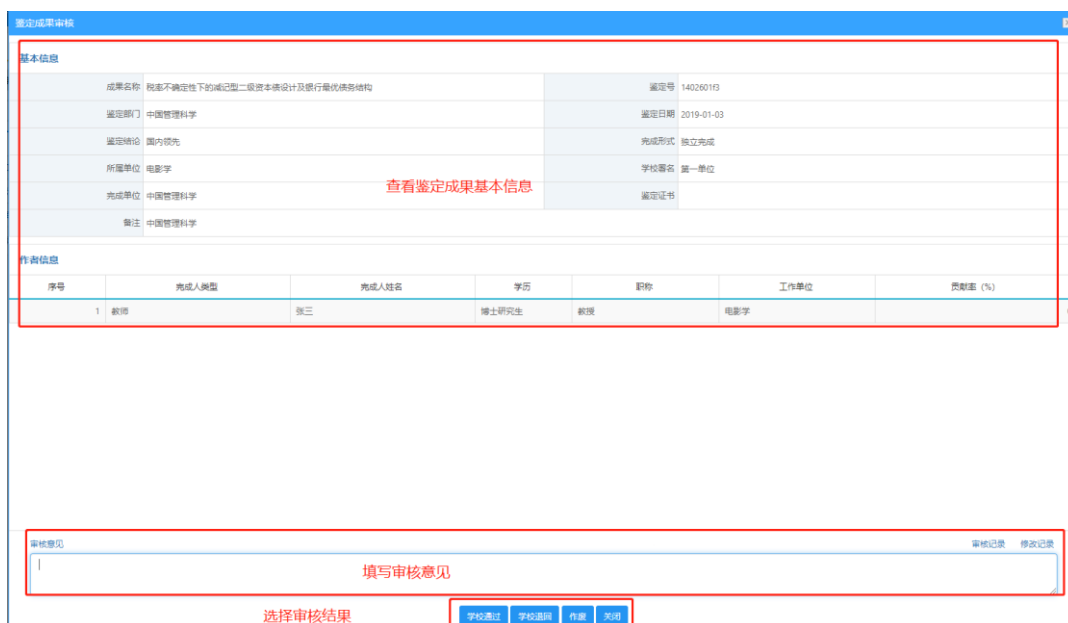 鉴定成果审核
基本信息
成果名称 税率不确定性下的减记型二级资本债设计及银行最优债务结构 鉴定号 1402601f3
鉴定部门 中国管理科学 鉴定日期 2019-01-03
鉴定结论 国内领先 完成形式 独立完成
所属单位 电影学 学校署名 第一单位
查看鉴定成果基本信息
完成单位 中国管理科学 鉴定证书
备注 中国管理科学
作者信息
序号 完成人类型 完成人姓名 学历 职称 工作单位 贡献率（%）
1 教师 张三 博士研究生 教授 电影学
审核意见 审核记录 修改记录
填写审核意见
选择审核结果 学校通过 学校退回 作废 关闭